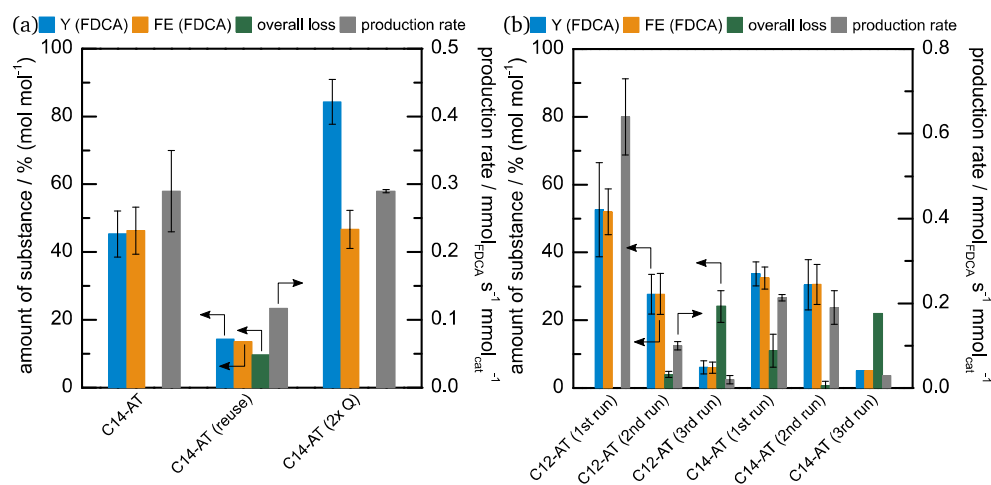 (a) Y (FDCA) FE (FDCA) overall loss production rate
amount of substance / % (mol mol⁻¹)
100
80
60
40
20
0
0.5
0.4
0.3
0.2
0.1
0.0
production rate / mmol_FDCA s⁻¹ mmol_cat⁻¹
C14-AT
C14-AT (reuse)
C14-AT (2x Q)
(b) Y (FDCA) FE (FDCA) overall loss production rate
amount of substance / % (mol mol⁻¹)
100
80
60
40
20
0
0.8
0.6
0.4
0.2
0.0
production rate / mmol_FDCA s⁻¹ mmol_cat⁻¹
C12-AT (1st run)
C12-AT (2nd run)
C12-AT (3rd run)
C14-AT (1st run)
C14-AT (2nd run)
C14-AT (3rd run)